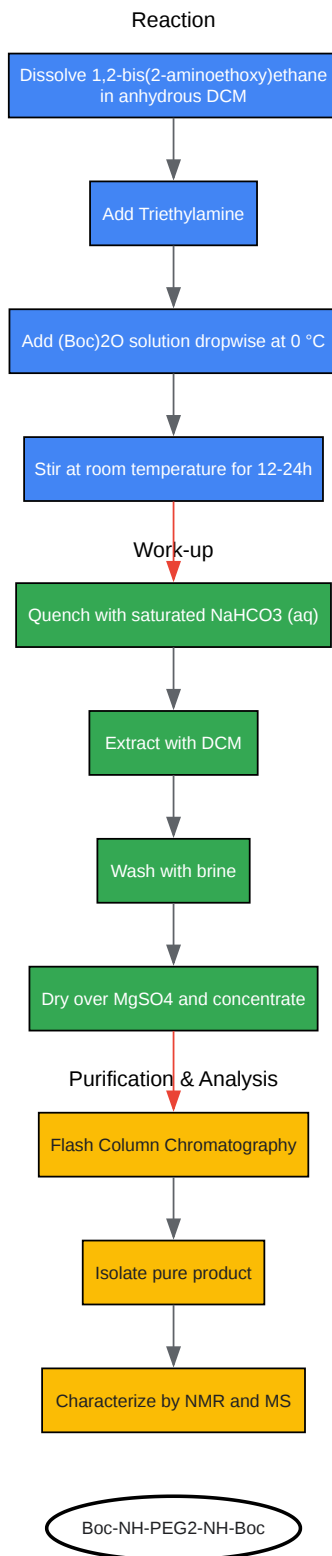 Reaction
Dissolve 1,2-bis(2-aminoethoxy)ethane
in anhydrous DCM
Add Triethylamine
Add (Boc)2O solution dropwise at 0 °C
Stir at room temperature for 12-24h
Work-up
Quench with saturated NaHCO3 (aq)
Extract with DCM
Wash with brine
Dry over MgSO4 and concentrate
Purification & Analysis
Flash Column Chromatography
Isolate pure product
Characterize by NMR and MS
Boc-NH-PEG2-NH-Boc